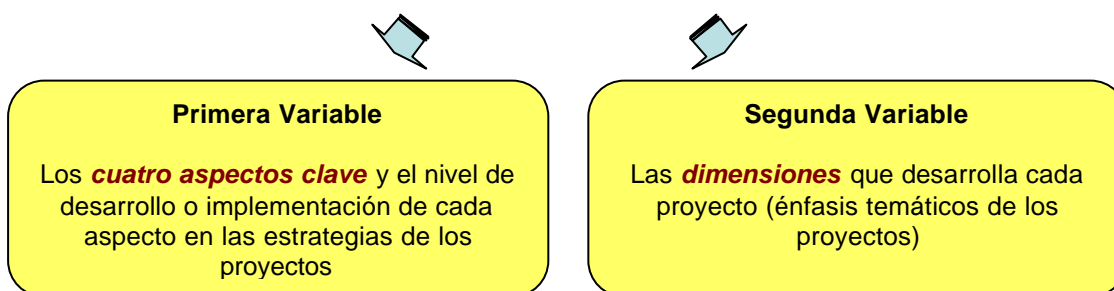 Primera Variable
Los cuatro aspectos clave y el nivel de
desarrollo o implementación de cada
aspecto en las estrategias de los
proyectos
Segunda Variable
Las dimensiones que desarrolla cada
proyecto (énfasis temáticos de los
proyectos)